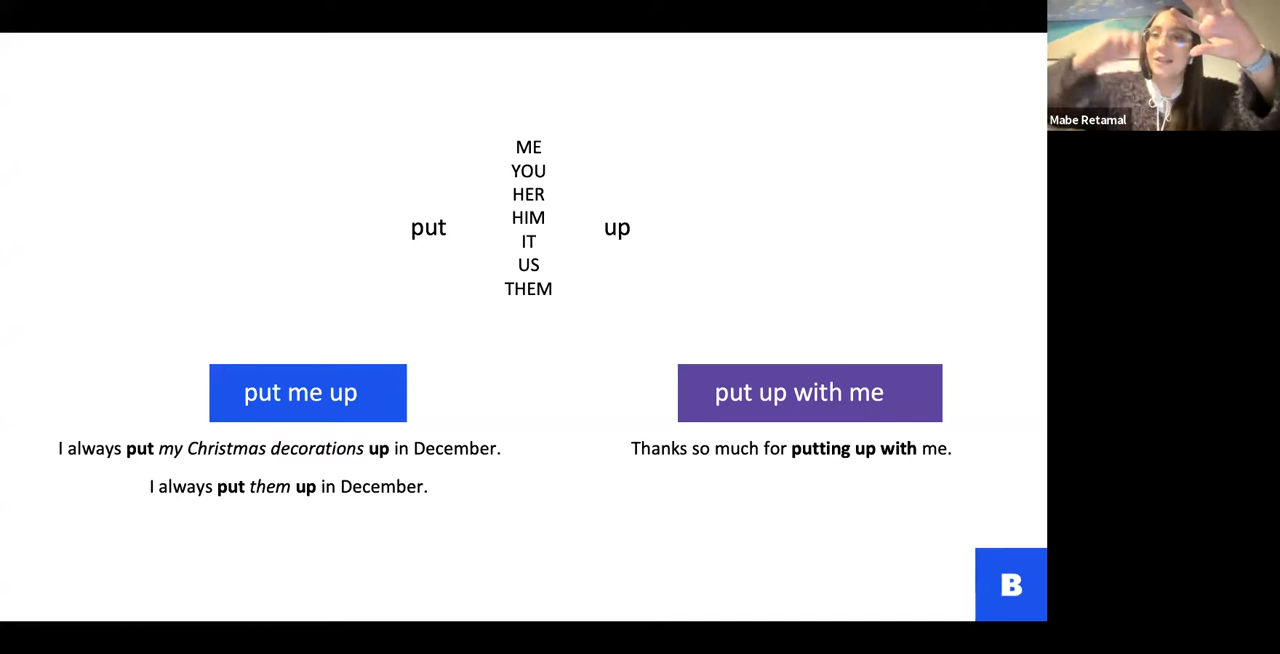 Mabe Retamal
ME
YOU
HER
HIM
put up
IT
US
THEM
put me up
put up with me
I always put my Christmas decorations up in December.
I always put them up in December.
Thanks so much for putting up with me.
B